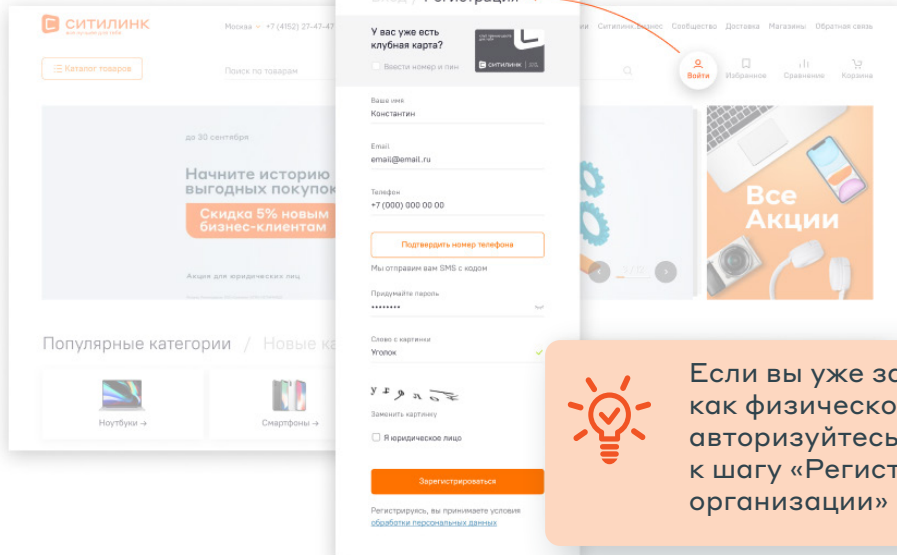 Регистрация
СИТИЛИНК
Москва
+7 (4152) 27-47-47
Ситилинк.Бизнес
Сообщество
Доставка
Магазины
Обратная связь
У вас уже есть
клубная карта?
Ввести номер и пин
СИТИЛИНК
Каталог товаров
Поиск по товарам
Войти
Избранное
Сравнение
Корзина
Ваше имя
Константин
Email
email@email.ru
Телефон
+7 (000) 000 00 00
Подтвердить номер телефона
Мы отправим вам SMS с кодом
Придумайте пароль
••••••••
Слово с картинки
Уголок
уголок
Заменить картинку
Я юридическое лицо
Зарегистрироваться
Регистрируясь, вы принимаете условия
обработки персональных данных
до 30 сентября
Начните историю
выгодных покупок
Скидка 5% новым
бизнес-клиентам
Акция для юридических лиц
Все
Акции
Популярные категории / Новые
Ноутбуки →
Смартфоны →
Если вы уже
как
авторизуйтесь
к шагу
организации»